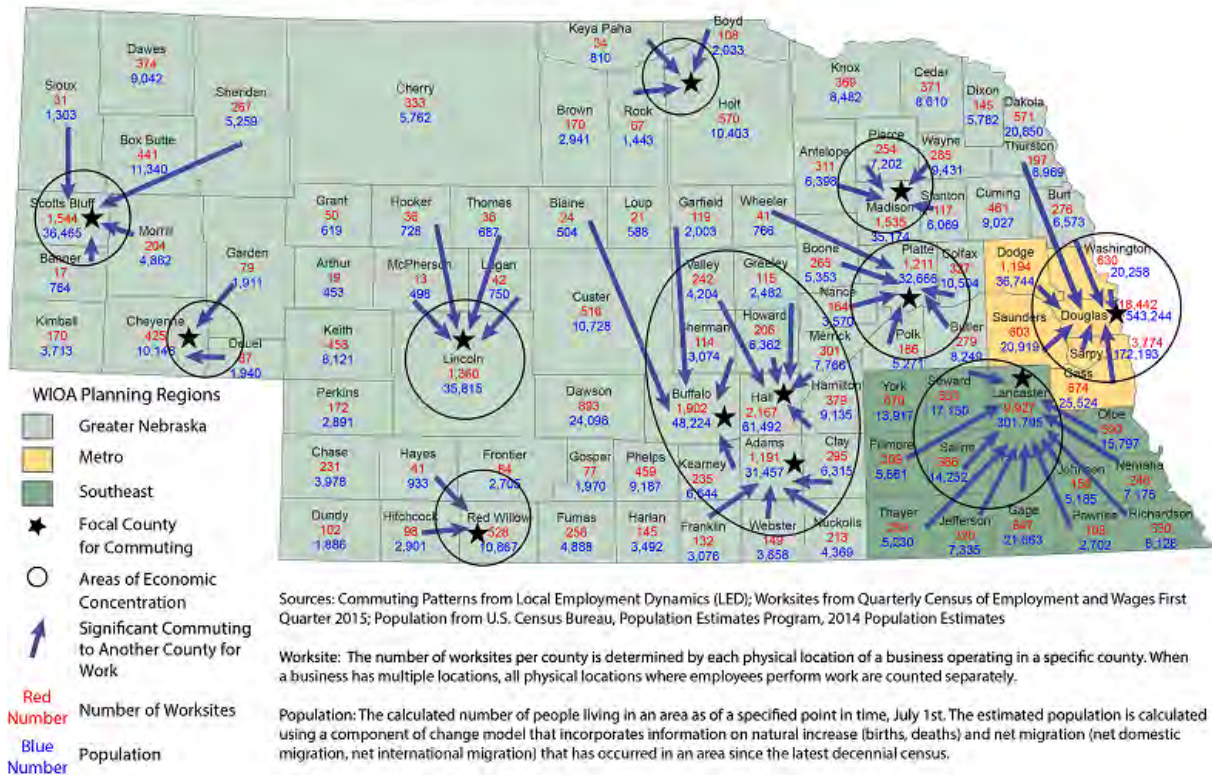 Keya Paha
34
810
Boyd
108
2,033
Dawes
374
9,042
Sioux
31
1,303
Sheridan
267
5,259
Cherry
333
5,762
Brown
170
2,941
Rock
67
1,443
Holt
570
10,403
Knox
369
8,482
Cedar
371
8,610
Dixon
145
5,782
Dakota
571
20,850
Box Butte
441
11,340
Antelope
311
6,398
Pierce
254
7,202
Wayne
285
9,431
Thurston
197
6,969
Scotts Bluff
1,544
36,465
Banner
17
764
Morrill
204
4,862
Garden
79
1,911
Grant
50
619
Hooker
36
726
Thomas
36
687
Blaine
24
504
Loup
21
588
Garfield
119
2,003
Wheeler
41
766
Madison
1,535
35,174
Stanton
117
6,069
Cuming
461
9,027
Burt
276
6,573
Arthur
19
453
McPherson
13
498
Logan
42
750
Custer
516
10,728
Valley
242
4,204
Greeley
115
2,482
Boone
265
5,353
Platte
1,211
32,666
Colfax
327
10,504
Dodge
1,194
36,744
Washington
630
20,258
Nance
164
3,570
Kimball
170
3,713
Cheyenne
425
10,146
Deuel
1,940
Keith
453
8,121
Lincoln
1,360
35,815
Sherman
114
3,074
Howard
206
6,362
Merrick
301
7,766
Polk
166
5,271
Butler
279
8,249
Saunders
603
20,919
Douglas
18,442
543,244
Sarpy
3,774
172,193
Cass
674
25,524
Perkins
172
2,891
Dawson
893
24,096
Buffalo
1,902
48,224
Hall
2,167
61,492
Hamilton
379
9,135
York
670
13,917
Seward
17,150
Lancaster
9,927
301,795
Otoe
15,797
Chase
231
3,978
Hayes
41
933
Frontier
2,705
Gosper
77
1,970
Phelps
459
9,187
Kearney
235
6,644
Adams
1,191
31,457
Clay
295
6,315
Fillmore
Saline
14,252
Johnson
5,185
Nemaha
Dundy
102
Hitchcock
98
2,901
Red Willow
528
10,867
Furnas
256
4,888
Harlan
145
3,492
Franklin
132
3,076
Webster
149
3,658
Nuckolls
213
4,369
Thayer
5,230
Jefferson
7,335
Gage
847
Pawnee
2,702
Richardson
WIOA Planning Regions
Greater Nebraska
Metro
Southeast
Focal County
for Commuting
Areas of Economic
Concentration
Significant Commuting
to Another County for
Work
Red
Number
Number of Worksites
Blue
Number
Population
Sources: Commuting Patterns from Local Employment Dynamics (LED); Worksites from Quarterly Census of Employment and Wages First
Quarter 2015; Population from U.S. Census Bureau, Population Estimates Program, 2014 Population Estimates
Worksite: The number of worksites per county is determined by each physical location of a business operating in a specific county. When
a business has multiple locations, all physical locations where employees perform work are counted separately.
Population: The calculated number of people living in an area as of a specified point in time, July 1st. The estimated population is calculated
using a component of change model that incorporates information on natural increase (births, deaths) and net migration (net domestic
migration, net international migration) that has occurred in an area since the latest decennial census.